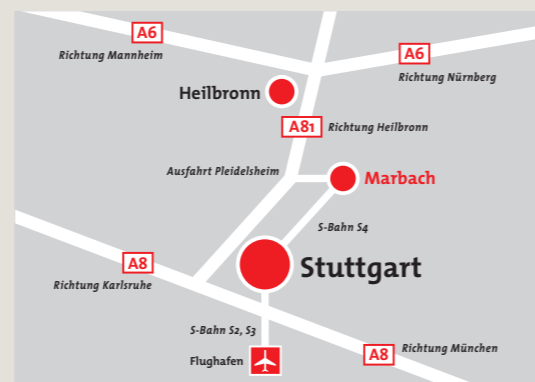 A6
Richtung Mannheim
A6
Richtung Nürnberg
Heilbronn
A81
Richtung Heilbronn
Ausfahrt Pleidelsheim
Marbach
S-Bahn S4
Stuttgart
A8
Richtung Karlsruhe
S-Bahn S2, S3
Flughafen
A8
Richtung München